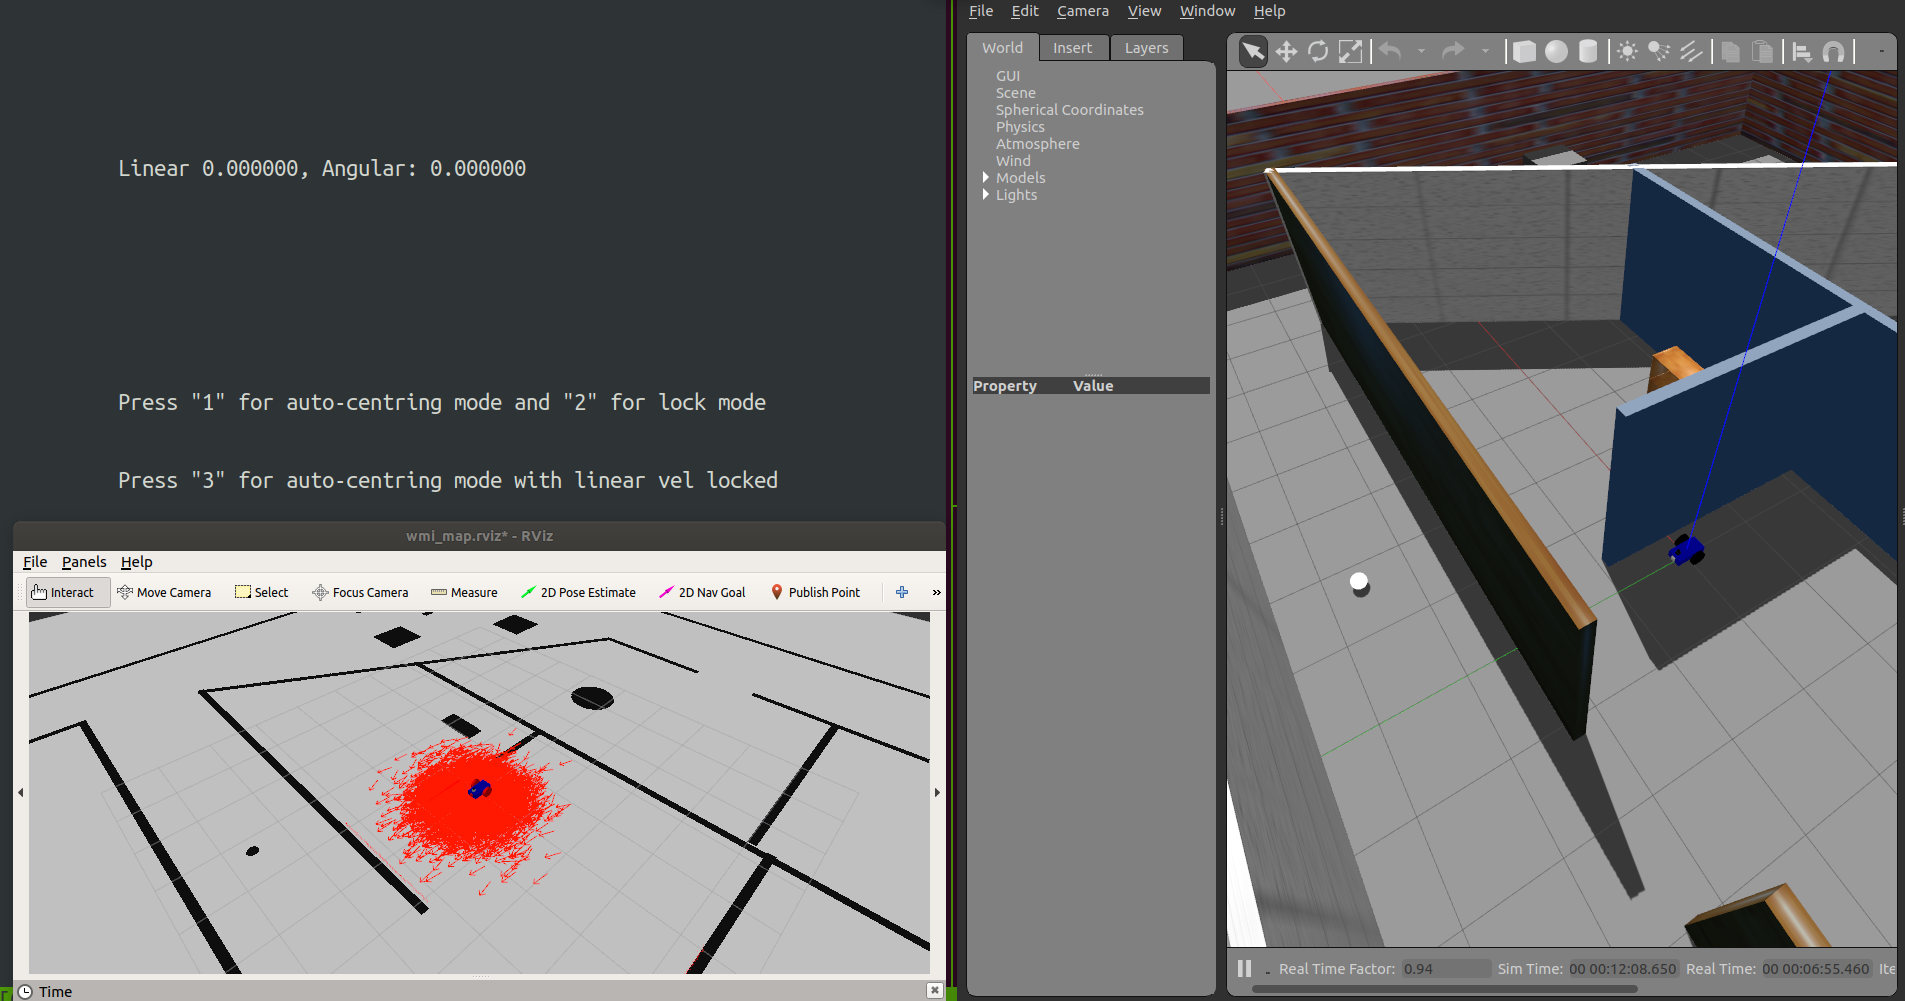 Linear 0.000000, Angular: 0.000000
Press "1" for auto-centring mode and "2" for lock mode
Press "3" for auto-centring mode with linear vel locked
wmi_map.rviz* - RViz
File Panels Help
Interact Move Camera Select Focus Camera Measure 2D Pose Estimate 2D Nav Goal Publish Point »
Time
File Edit Camera View Window Help
World Insert Layers
GUI
Scene
Spherical Coordinates
Physics
Atmosphere
Wind
Models
Lights
Property Value
Real Time Factor: 0.94 Sim Time: 00 00:12:08.650 Real Time: 00 00:06:55.460 Ite